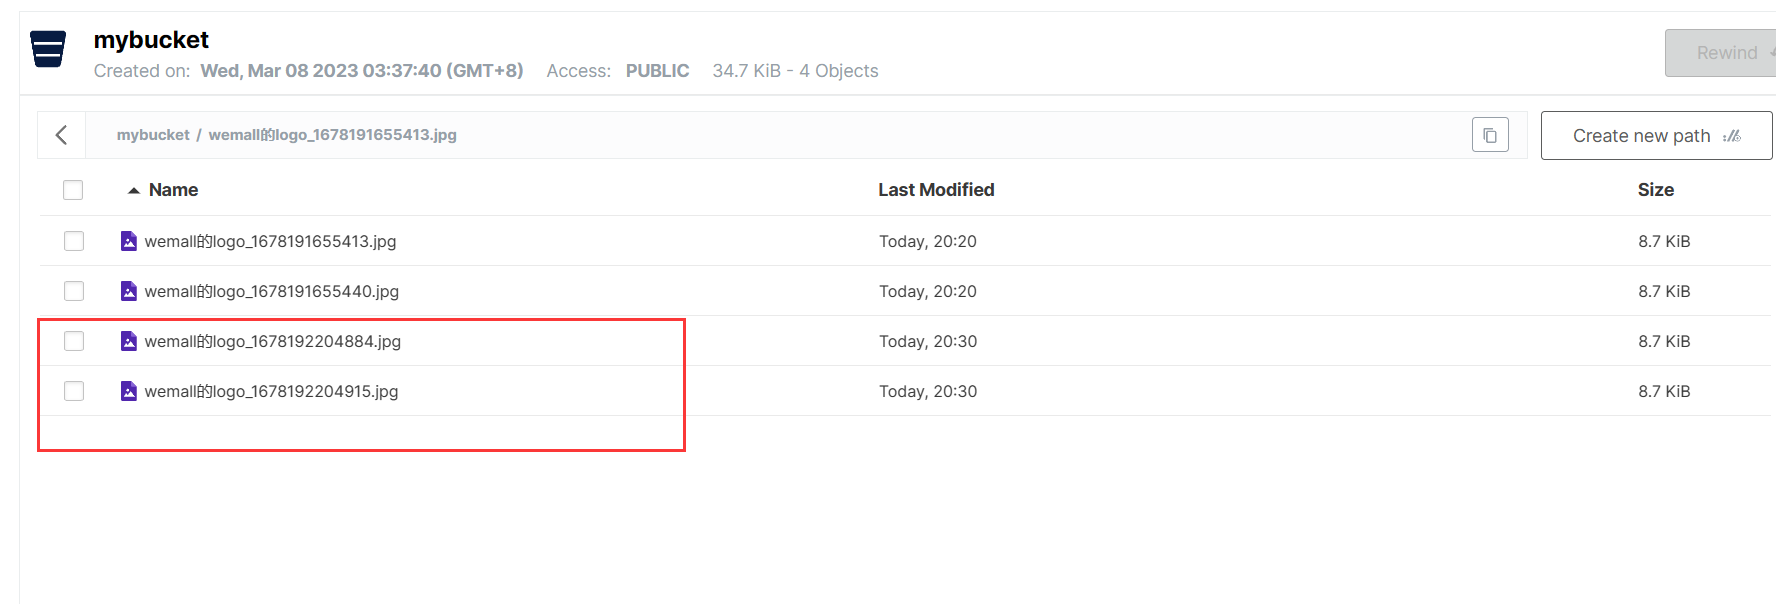 mybucket
Rewind
Created on: Wed, Mar 08 2023 03:37:40 (GMT+8) Access: PUBLIC 34.7 KiB - 4 Objects
mybucket / wemall的logo_1678191655413.jpg
Create new path
Name Last Modified Size
wemall的logo_1678191655413.jpg Today, 20:20 8.7 KiB
wemall的logo_1678191655440.jpg Today, 20:20 8.7 KiB
wemall的logo_1678192204884.jpg Today, 20:30 8.7 KiB
wemall的logo_1678192204915.jpg Today, 20:30 8.7 KiB